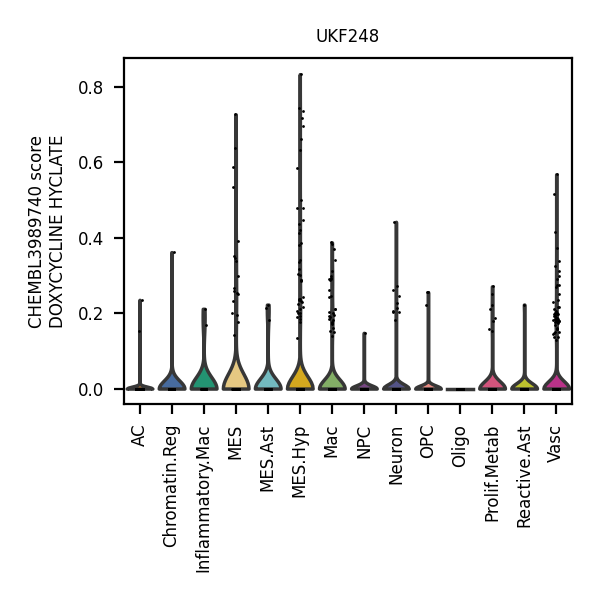 UKF248
CHEMBL3989740 score
DOXYCYCLINE HYCLATE
0.8
0.6
0.4
0.2
0.0
AC
Chromatin.Reg
Inflammatory.Mac
MES
MES.Ast
MES.Hyp
Mac
NPC
Neuron
OPC
Oligo
Prolif.Metab
Reactive.Ast
Vasc